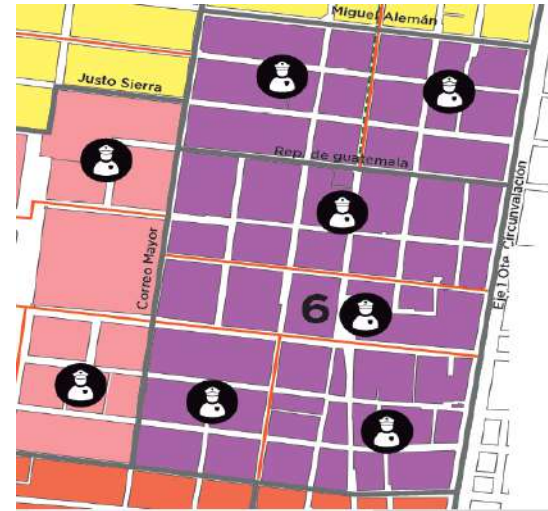 Miguel Alemán
Justo Sierra
Rep. de guatemala
Eje 1 Ote. Circunvalación
Correo Mayor
6